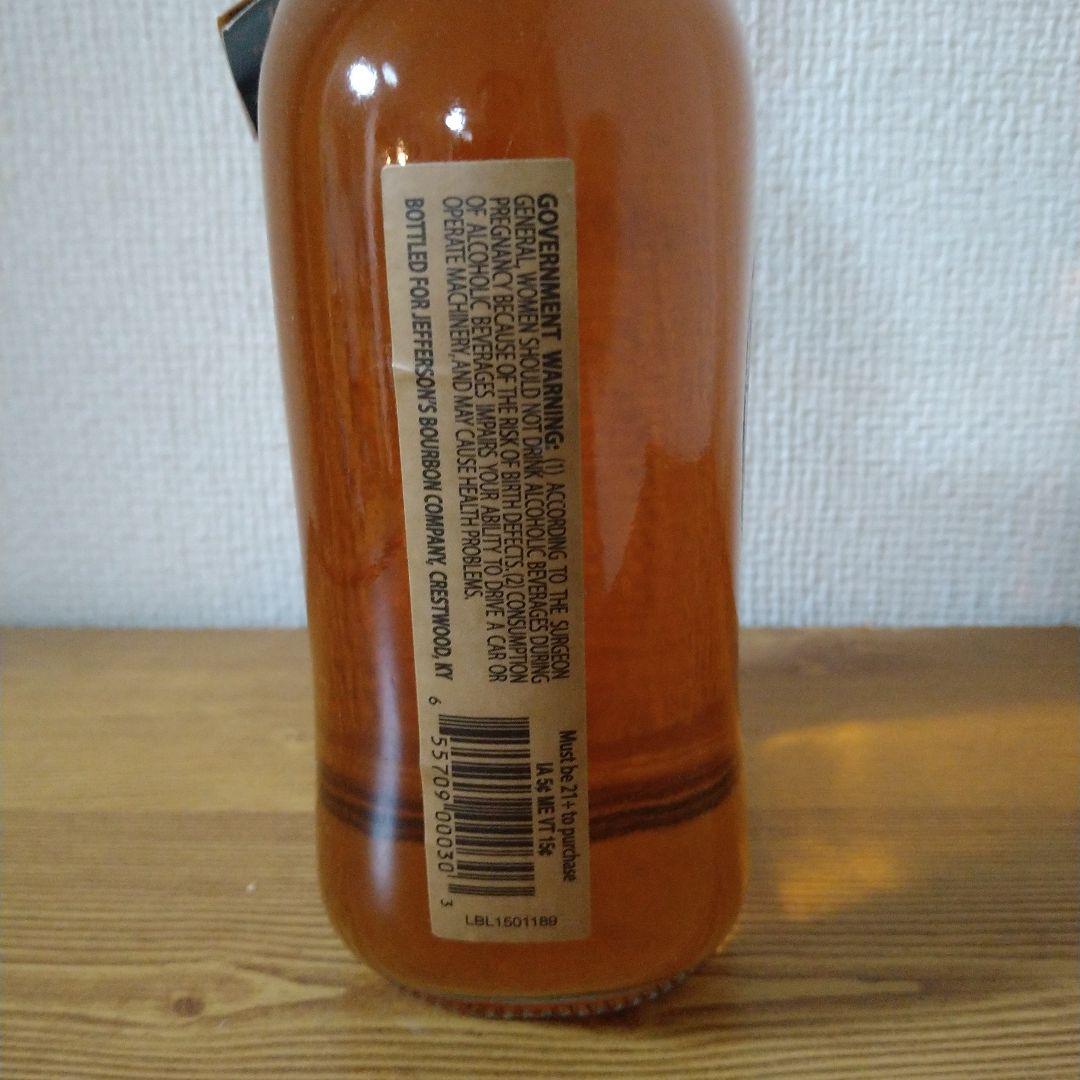 GOVERNMENT WARNING: (1) ACCORDING TO THE SURGEON
GENERAL, WOMEN SHOULD NOT DRINK ALCOHOLIC BEVERAGES DURING
PREGNANCY BECAUSE OF THE RISK OF BIRTH DEFECTS. (2) CONSUMPTION
OF ALCOHOLIC BEVERAGES IMPAIRS YOUR ABILITY TO DRIVE A CAR OR
OPERATE MACHINERY, AND MAY CAUSE HEALTH PROBLEMS.
BOTTLED FOR JEFFERSON'S BOURBON COMPANY, CRESTWOOD, KY
Must be 21+ to purchase
IA 5¢ ME VT 15¢
6 55709 00030 3
LBL1501189